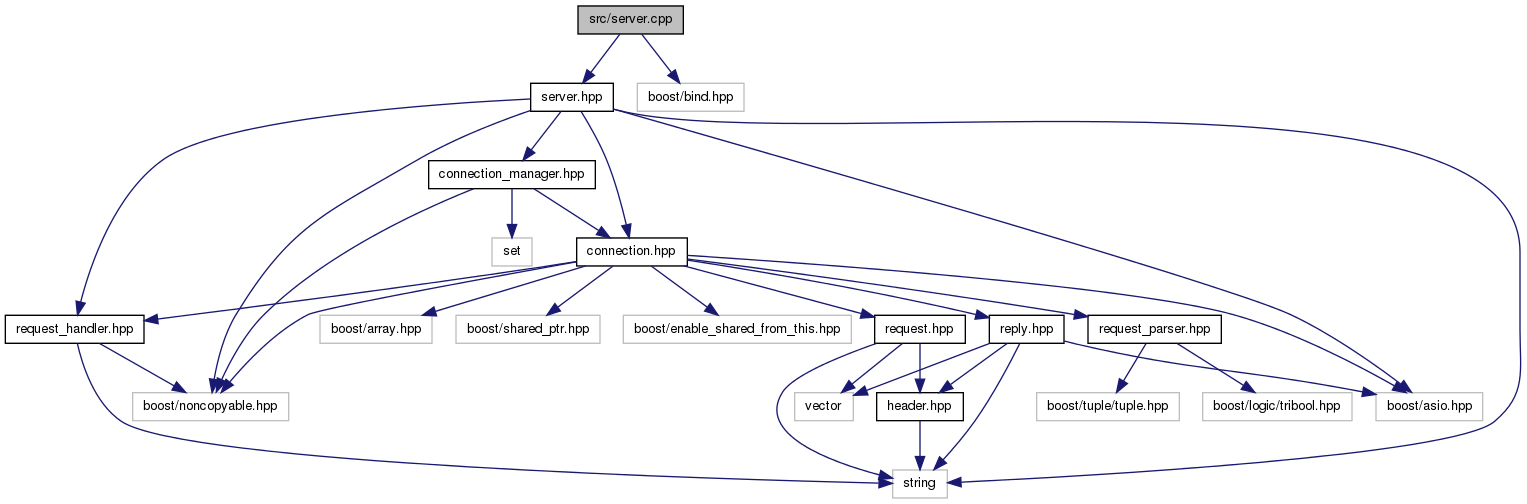 src/server.cpp
server.hpp
boost/bind.hpp
connection_manager.hpp
set
connection.hpp
request_handler.hpp
boost/array.hpp
boost/shared_ptr.hpp
boost/enable_shared_from_this.hpp
request.hpp
reply.hpp
request_parser.hpp
boost/noncopyable.hpp
vector
header.hpp
boost/tuple/tuple.hpp
boost/logic/tribool.hpp
boost/asio.hpp
string